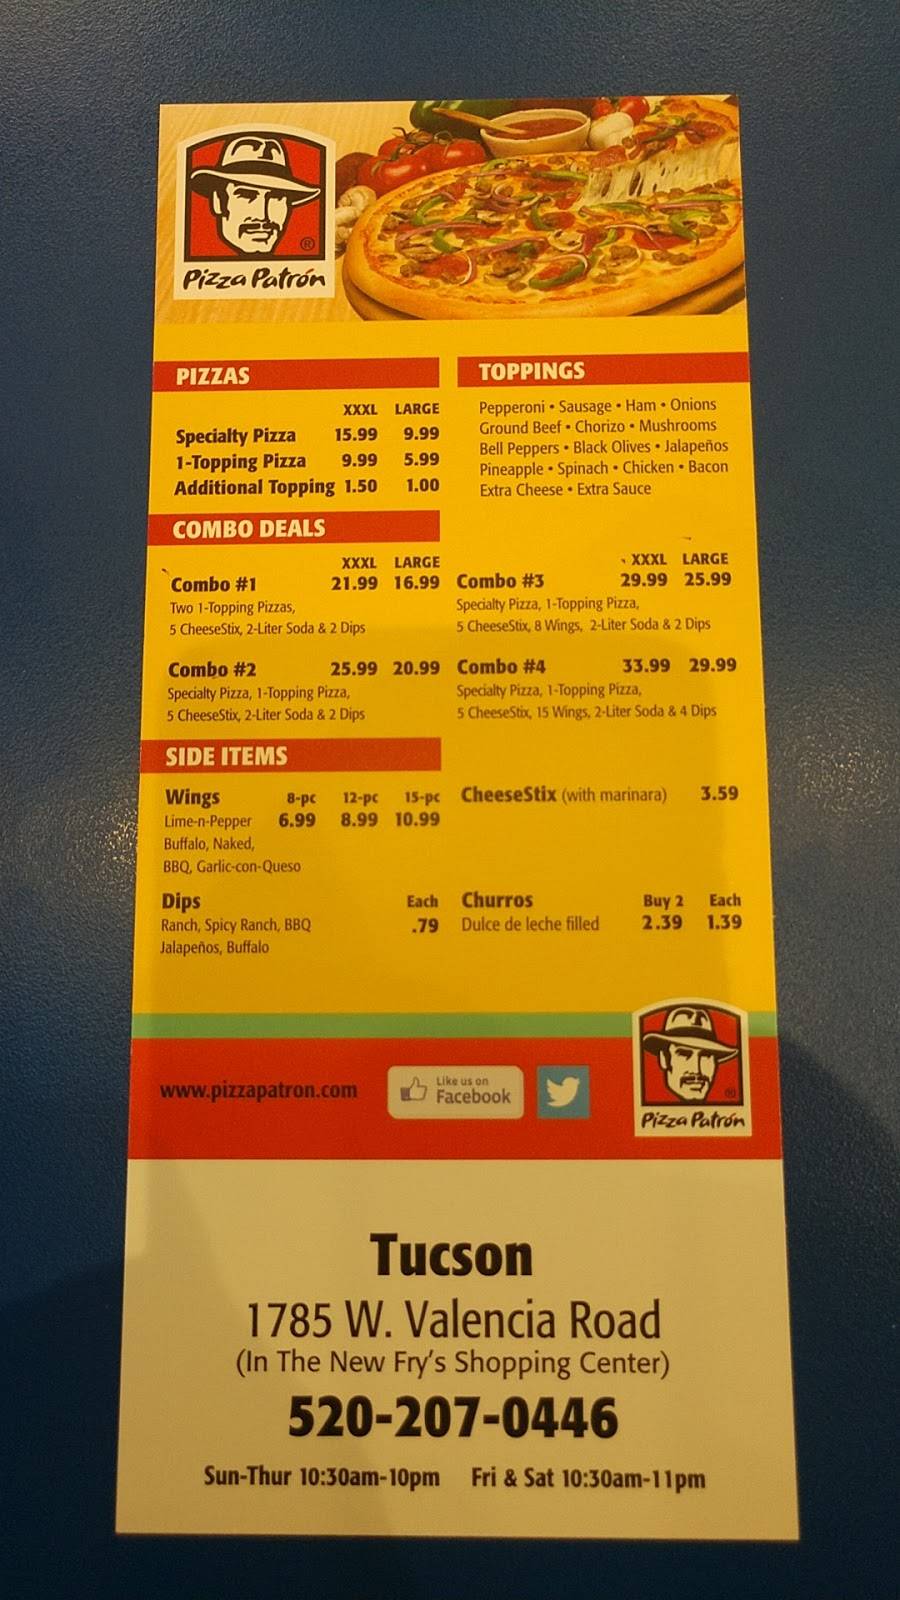 Pizza Patrón
PIZZAS
XXXL LARGE
Specialty Pizza 15.99 9.99
1-Topping Pizza 9.99 5.99
Additional Topping 1.50 1.00
TOPPINGS
Pepperoni • Sausage • Ham • Onions
Ground Beef • Chorizo • Mushrooms
Bell Peppers • Black Olives • Jalapeños
Pineapple • Spinach • Chicken • Bacon
Extra Cheese • Extra Sauce
COMBO DEALS
XXXL LARGE
Combo #1 21.99 16.99
Two 1-Topping Pizzas,
5 CheeseStix, 2-Liter Soda & 2 Dips
Combo #2 25.99 20.99
Specialty Pizza, 1-Topping Pizza,
5 CheeseStix, 2-Liter Soda & 2 Dips
XXXL LARGE
Combo #3 29.99 25.99
Specialty Pizza, 1-Topping Pizza,
5 CheeseStix, 8 Wings, 2-Liter Soda & 2 Dips
Combo #4 33.99 29.99
Specialty Pizza, 1-Topping Pizza,
5 CheeseStix, 15 Wings, 2-Liter Soda & 4 Dips
SIDE ITEMS
Wings 8-pc 12-pc 15-pc
Lime-n-Pepper 6.99 8.99 10.99
Buffalo, Naked,
BBQ, Garlic-con-Queso
CheeseStix (with marinara) 3.59
Dips Each
Ranch, Spicy Ranch, BBQ .79
Jalapeños, Buffalo
Churros Buy 2 Each
Dulce de leche filled 2.39 1.39
www.pizzapatron.com
Like us on
Facebook
Pizza Patrón
Tucson
1785 W. Valencia Road
(In The New Fry's Shopping Center)
520-207-0446
Sun-Thur 10:30am-10pm Fri & Sat 10:30am-11pm